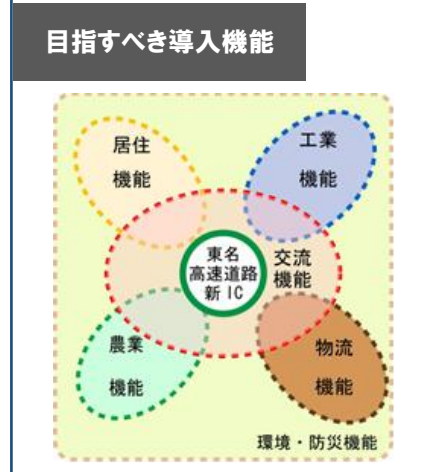 目指すべき導入機能
居住
機能
工業
機能
東名
高速道路
新IC
交流
機能
農業
機能
物流
機能
環境・防災機能